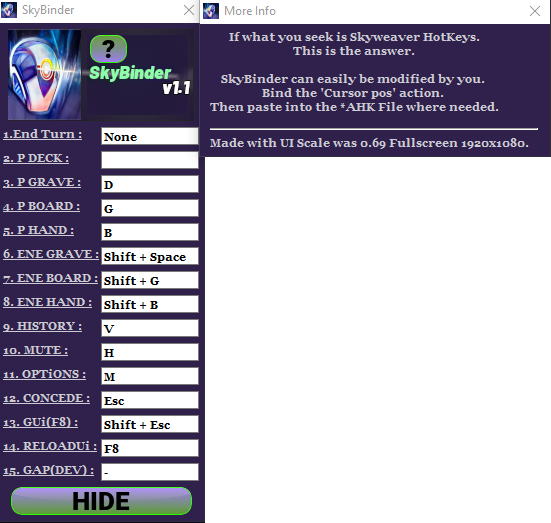 SkyBinder
?
SkyBinder
v1.1
1.End Turn : None
2. P DECK :
3. P GRAVE : D
4. P BOARD : G
5. P HAND : B
6. ENE GRAVE : Shift + Space
7. ENE BOARD : Shift + G
8. ENE HAND : Shift + B
9. HISTORY : V
10. MUTE : H
11. OPTiONS : M
12. CONCEDE : Esc
13. GUi(F8) : Shift + Esc
14. RELOADUi : F8
15. GAP(DEV) : -
HIDE
More Info
If what you seek is Skyweaver HotKeys.
This is the answer.
SkyBinder can easily be modified by you.
Bind the 'Cursor pos' action.
Then paste into the *AHK File where needed.
Made with UI Scale was 0.69 Fullscreen 1920x1080.